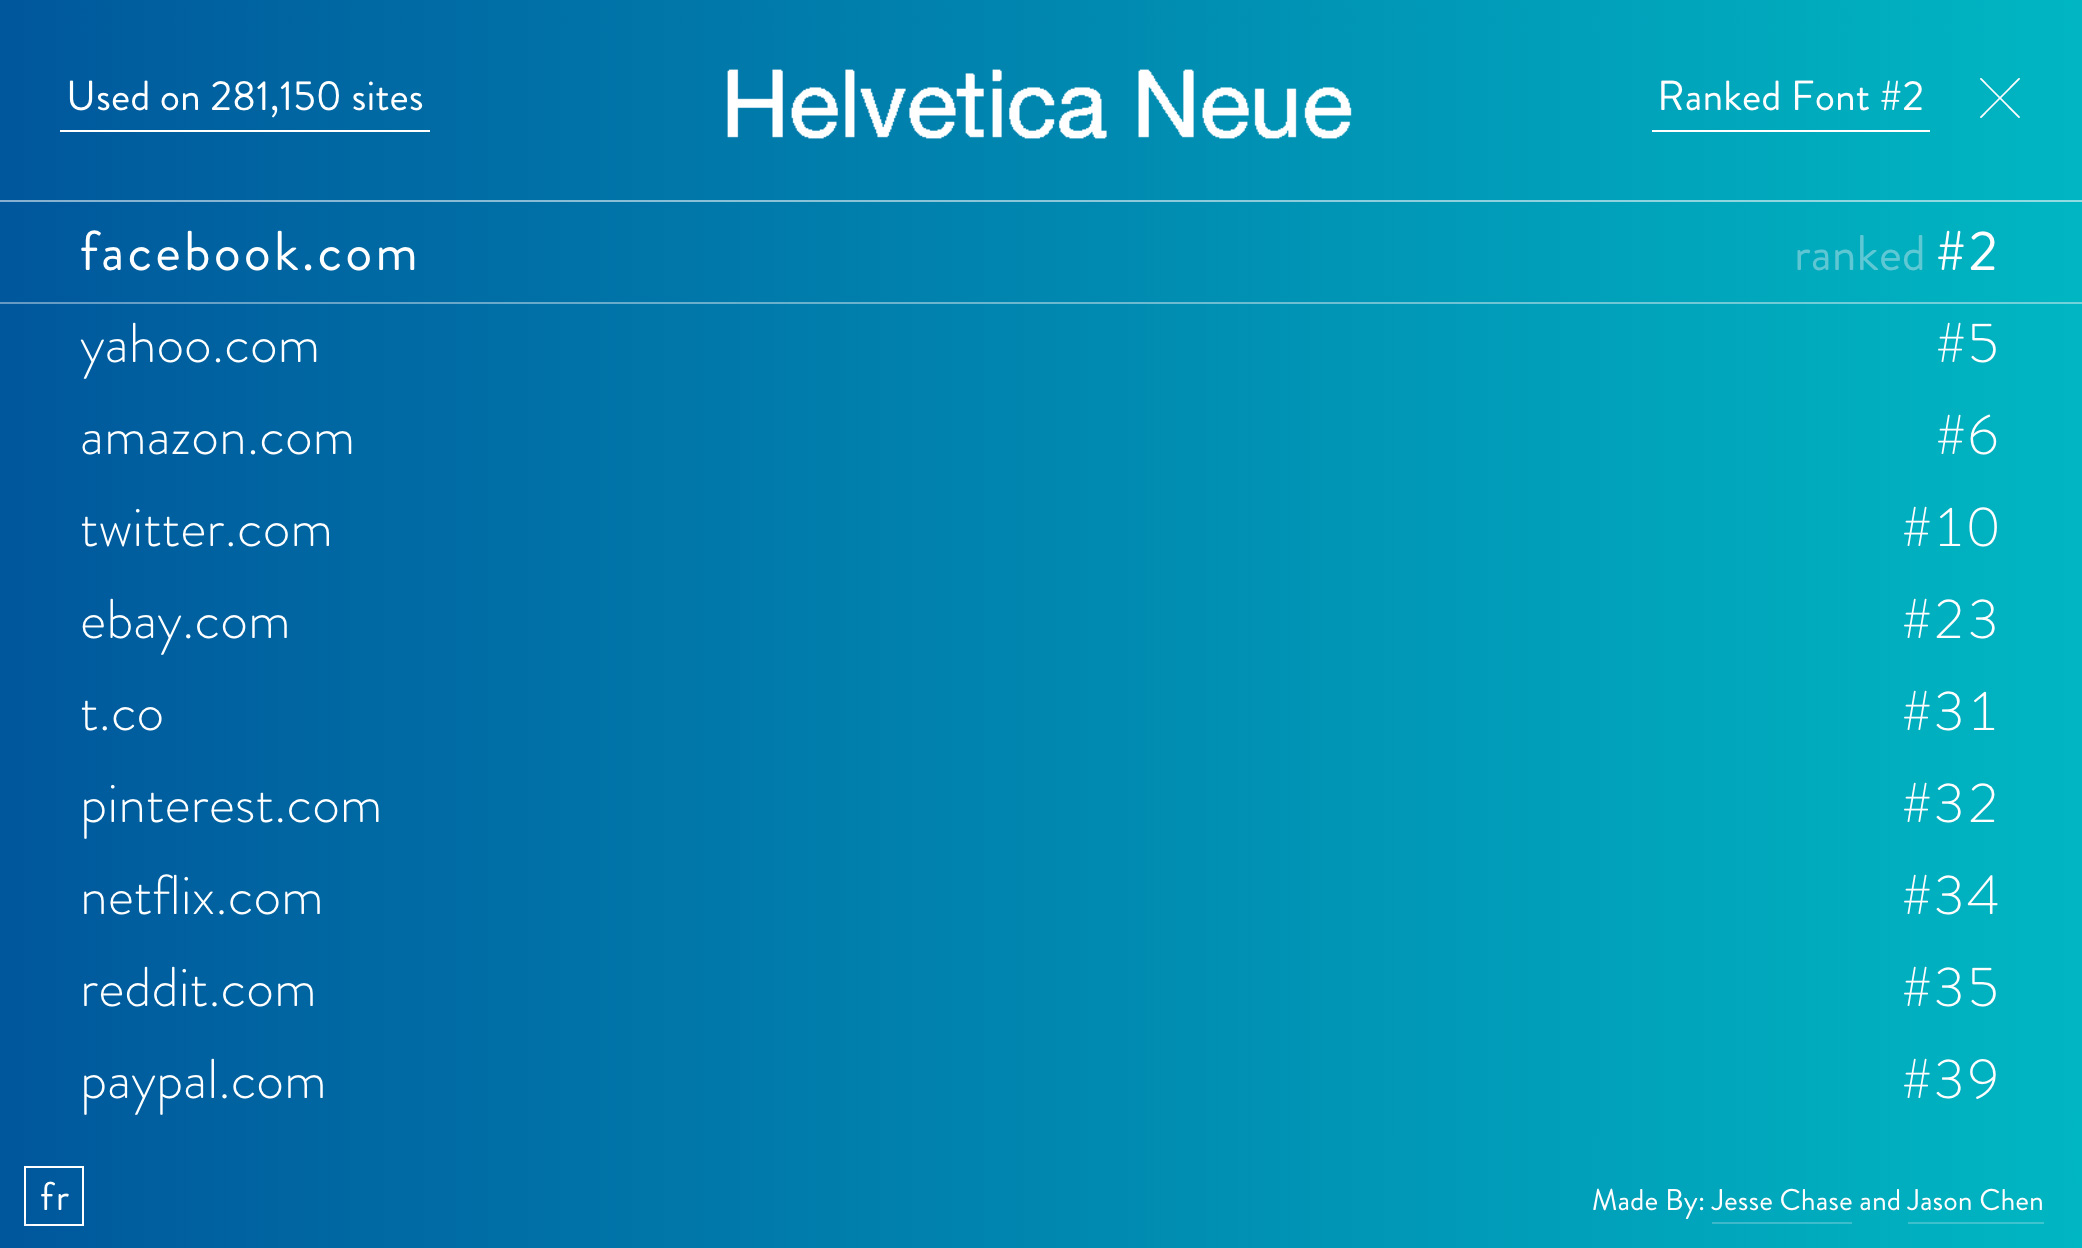 Used on 281,150 sites
Helvetica Neue
Ranked Font #2
facebook.com ranked #2
yahoo.com #5
amazon.com #6
twitter.com #10
ebay.com #23
t.co #31
pinterest.com #32
netflix.com #34
reddit.com #35
paypal.com #39
fr
Made By: Jesse Chase and Jason Chen